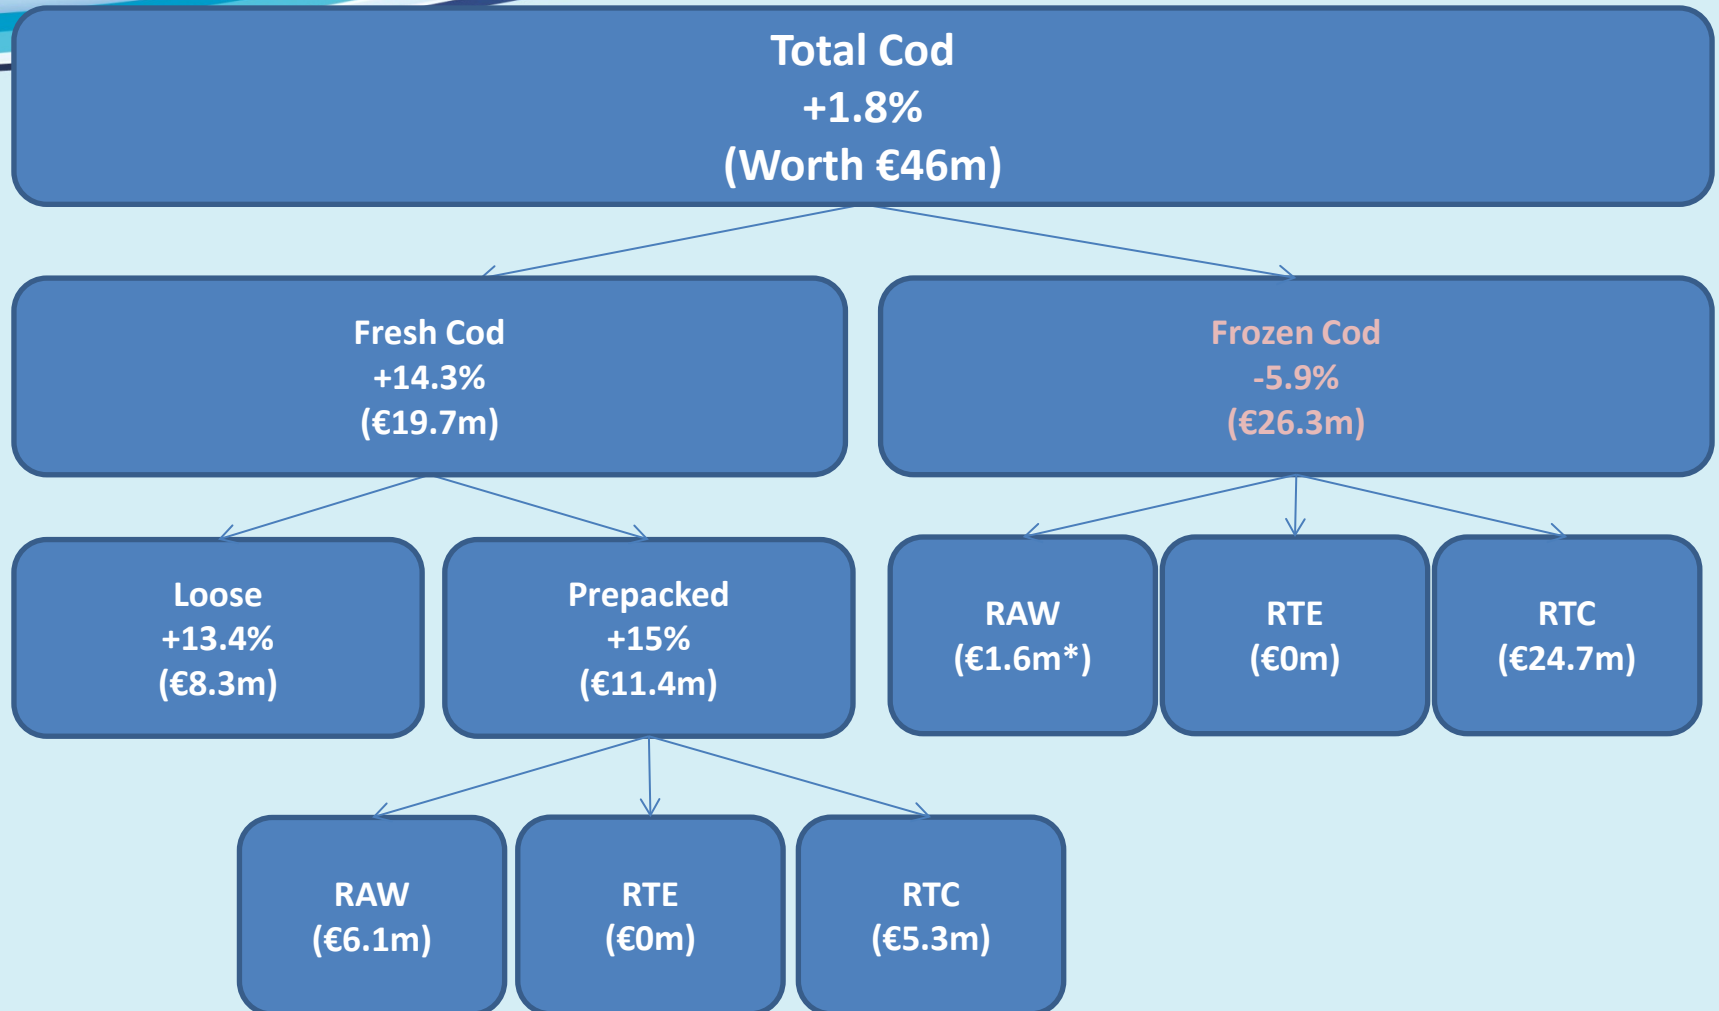 Total Cod
+1.8%
(Worth €46m)
Fresh Cod
+14.3%
(€19.7m)
Frozen Cod
-5.9%
(€26.3m)
Loose
+13.4%
(€8.3m)
Prepacked
+15%
(€11.4m)
RAW
(€1.6m*)
RTE
(€0m)
RTC
(€24.7m)
RAW
(€6.1m)
RTE
(€0m)
RTC
(€5.3m)